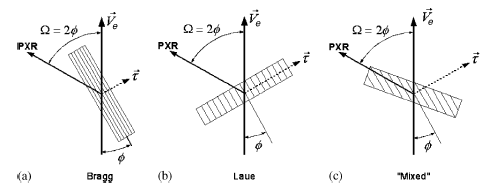 Ω = 2ϕ
V⃗e
PXR
τ⃗
ϕ
(a) Bragg
Ω = 2ϕ
V⃗e
PXR
τ⃗
ϕ
(b) Laue
Ω = 2ϕ
V⃗e
PXR
τ⃗
ϕ
(c) "Mixed"